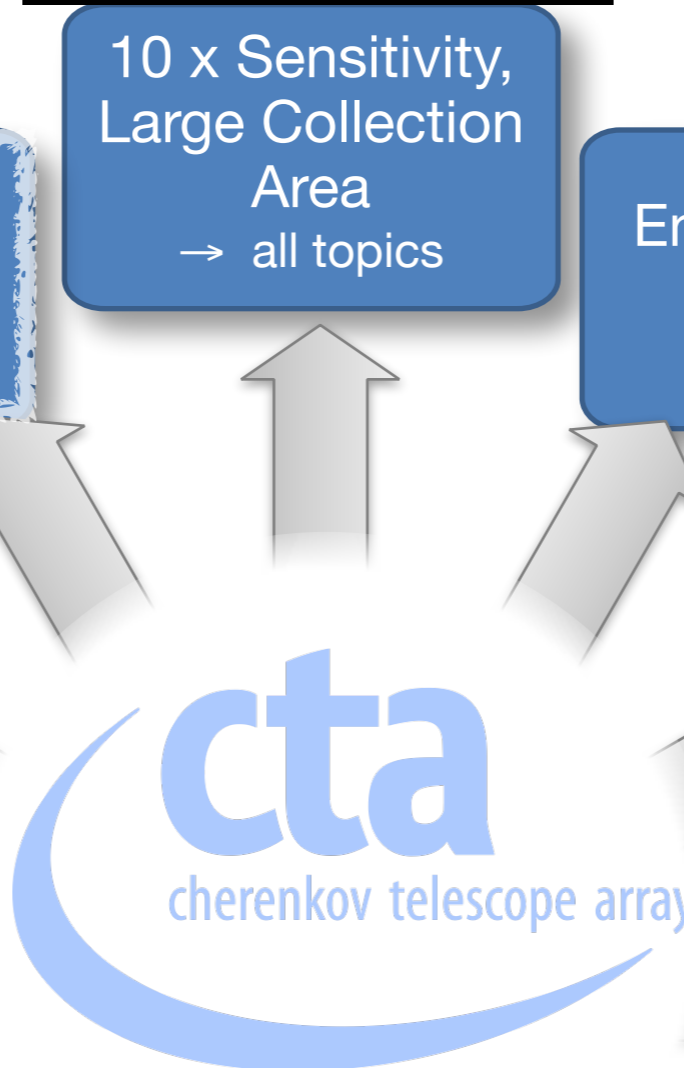 10 x Sensitivity,
Large Collection
Area
→ all topics
cta
cherenkov telescope array